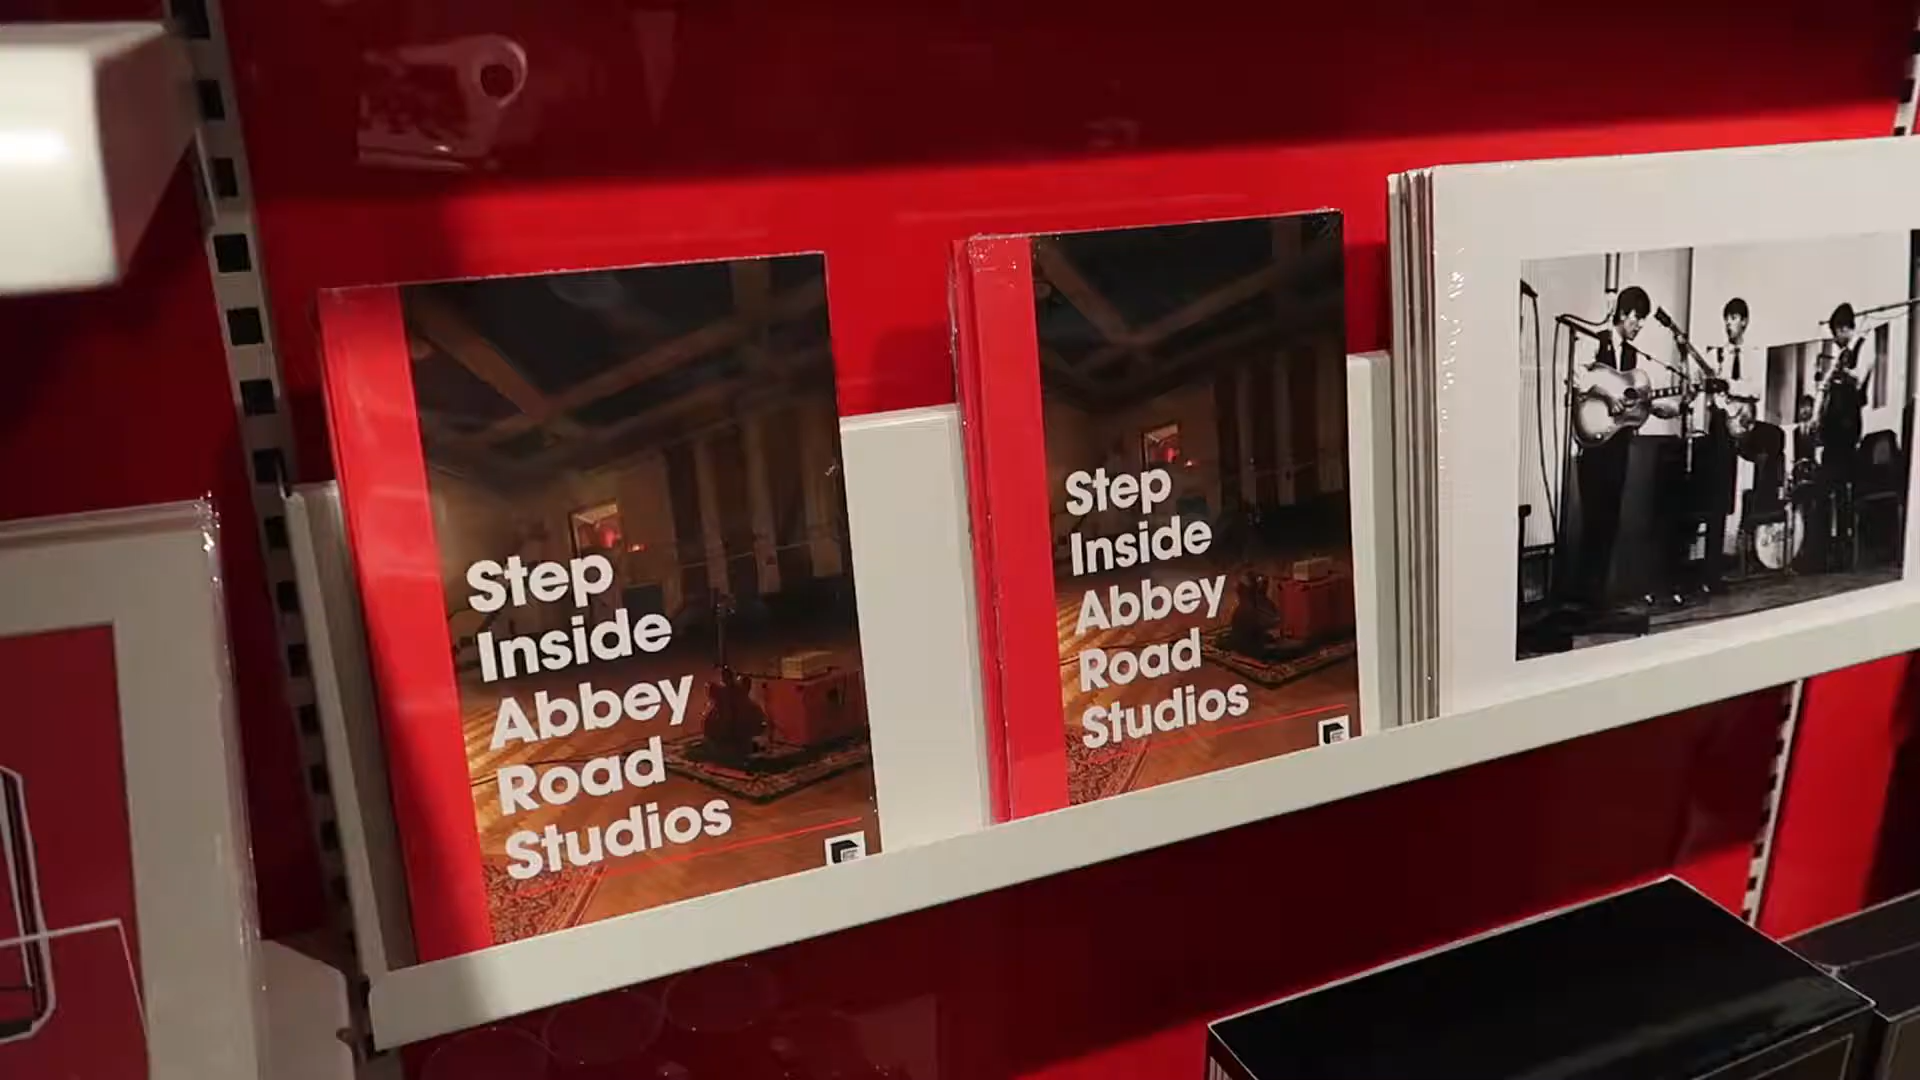 Step
Inside
Abbey
Road
Studios
Step
Inside
Abbey
Road
Studios